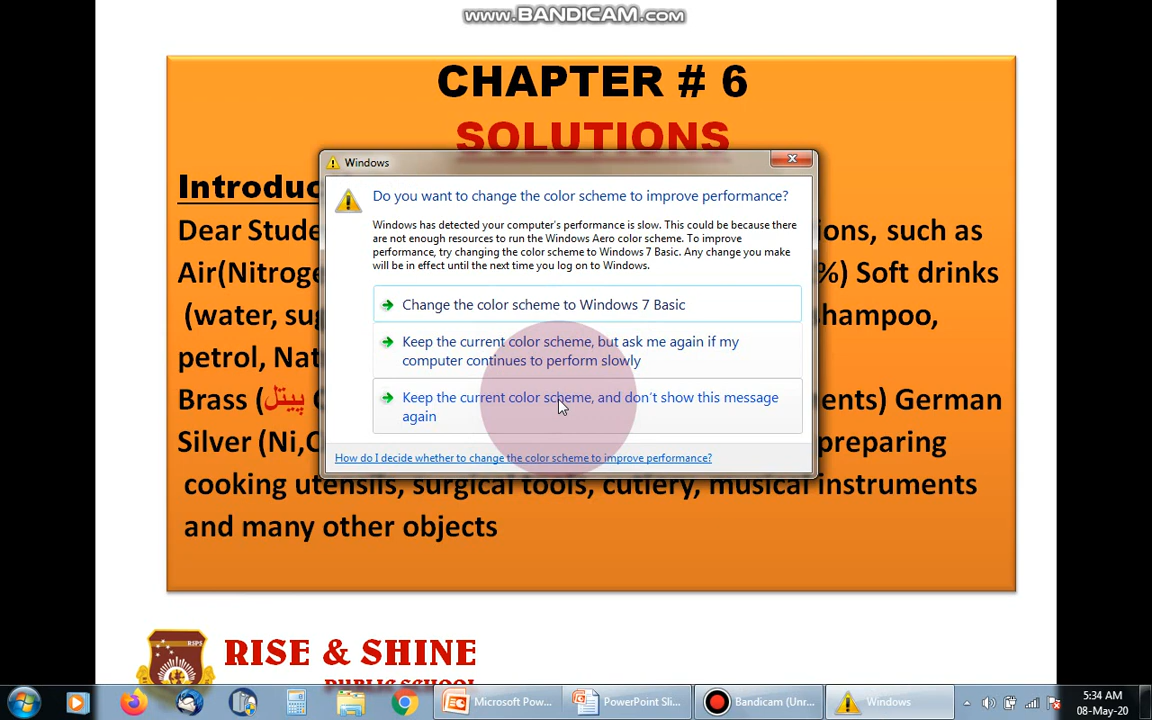 www.BANDICAM.com
CHAPTER # 6
SOLUTIONS
Windows
Do you want to change the color scheme to improve performance?
Windows has detected your computer's performance is slow. This could be because there
are not enough resources to run the Windows Aero color scheme. To improve
performance, try changing the color scheme to Windows 7 Basic. Any change you make
will be in effect until the next time you log on to Windows.
Change the color scheme to Windows 7 Basic
Keep the current color scheme, but ask me again if my
computer continues to perform slowly
Keep the current color scheme, and don't show this message
again
How do I decide whether to change the color scheme to improve performance?
Dear ions, such as
%) Soft drinks
(water, hampoo,
petrol,
Brass (پیتل ents) German
Silver (Ni, preparing
cooking utensils, surgical tools, cutlery, musical instruments
and many other objects
RSPS
RISE & SHINE
PUBLIC SCHOOL
Microsoft Pow...
PowerPoint Sli...
Bandicam (Unr...
Windows
5:34 AM
08-May-20